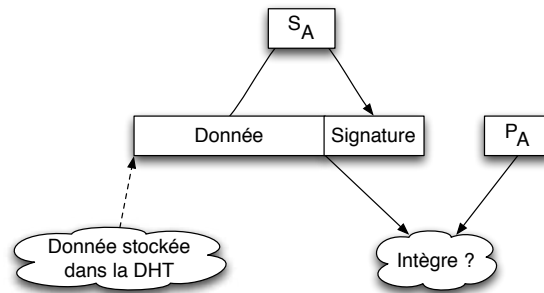 S_A
Donnée
Signature
P_A
Donnée stockée
dans la DHT
Intègre ?